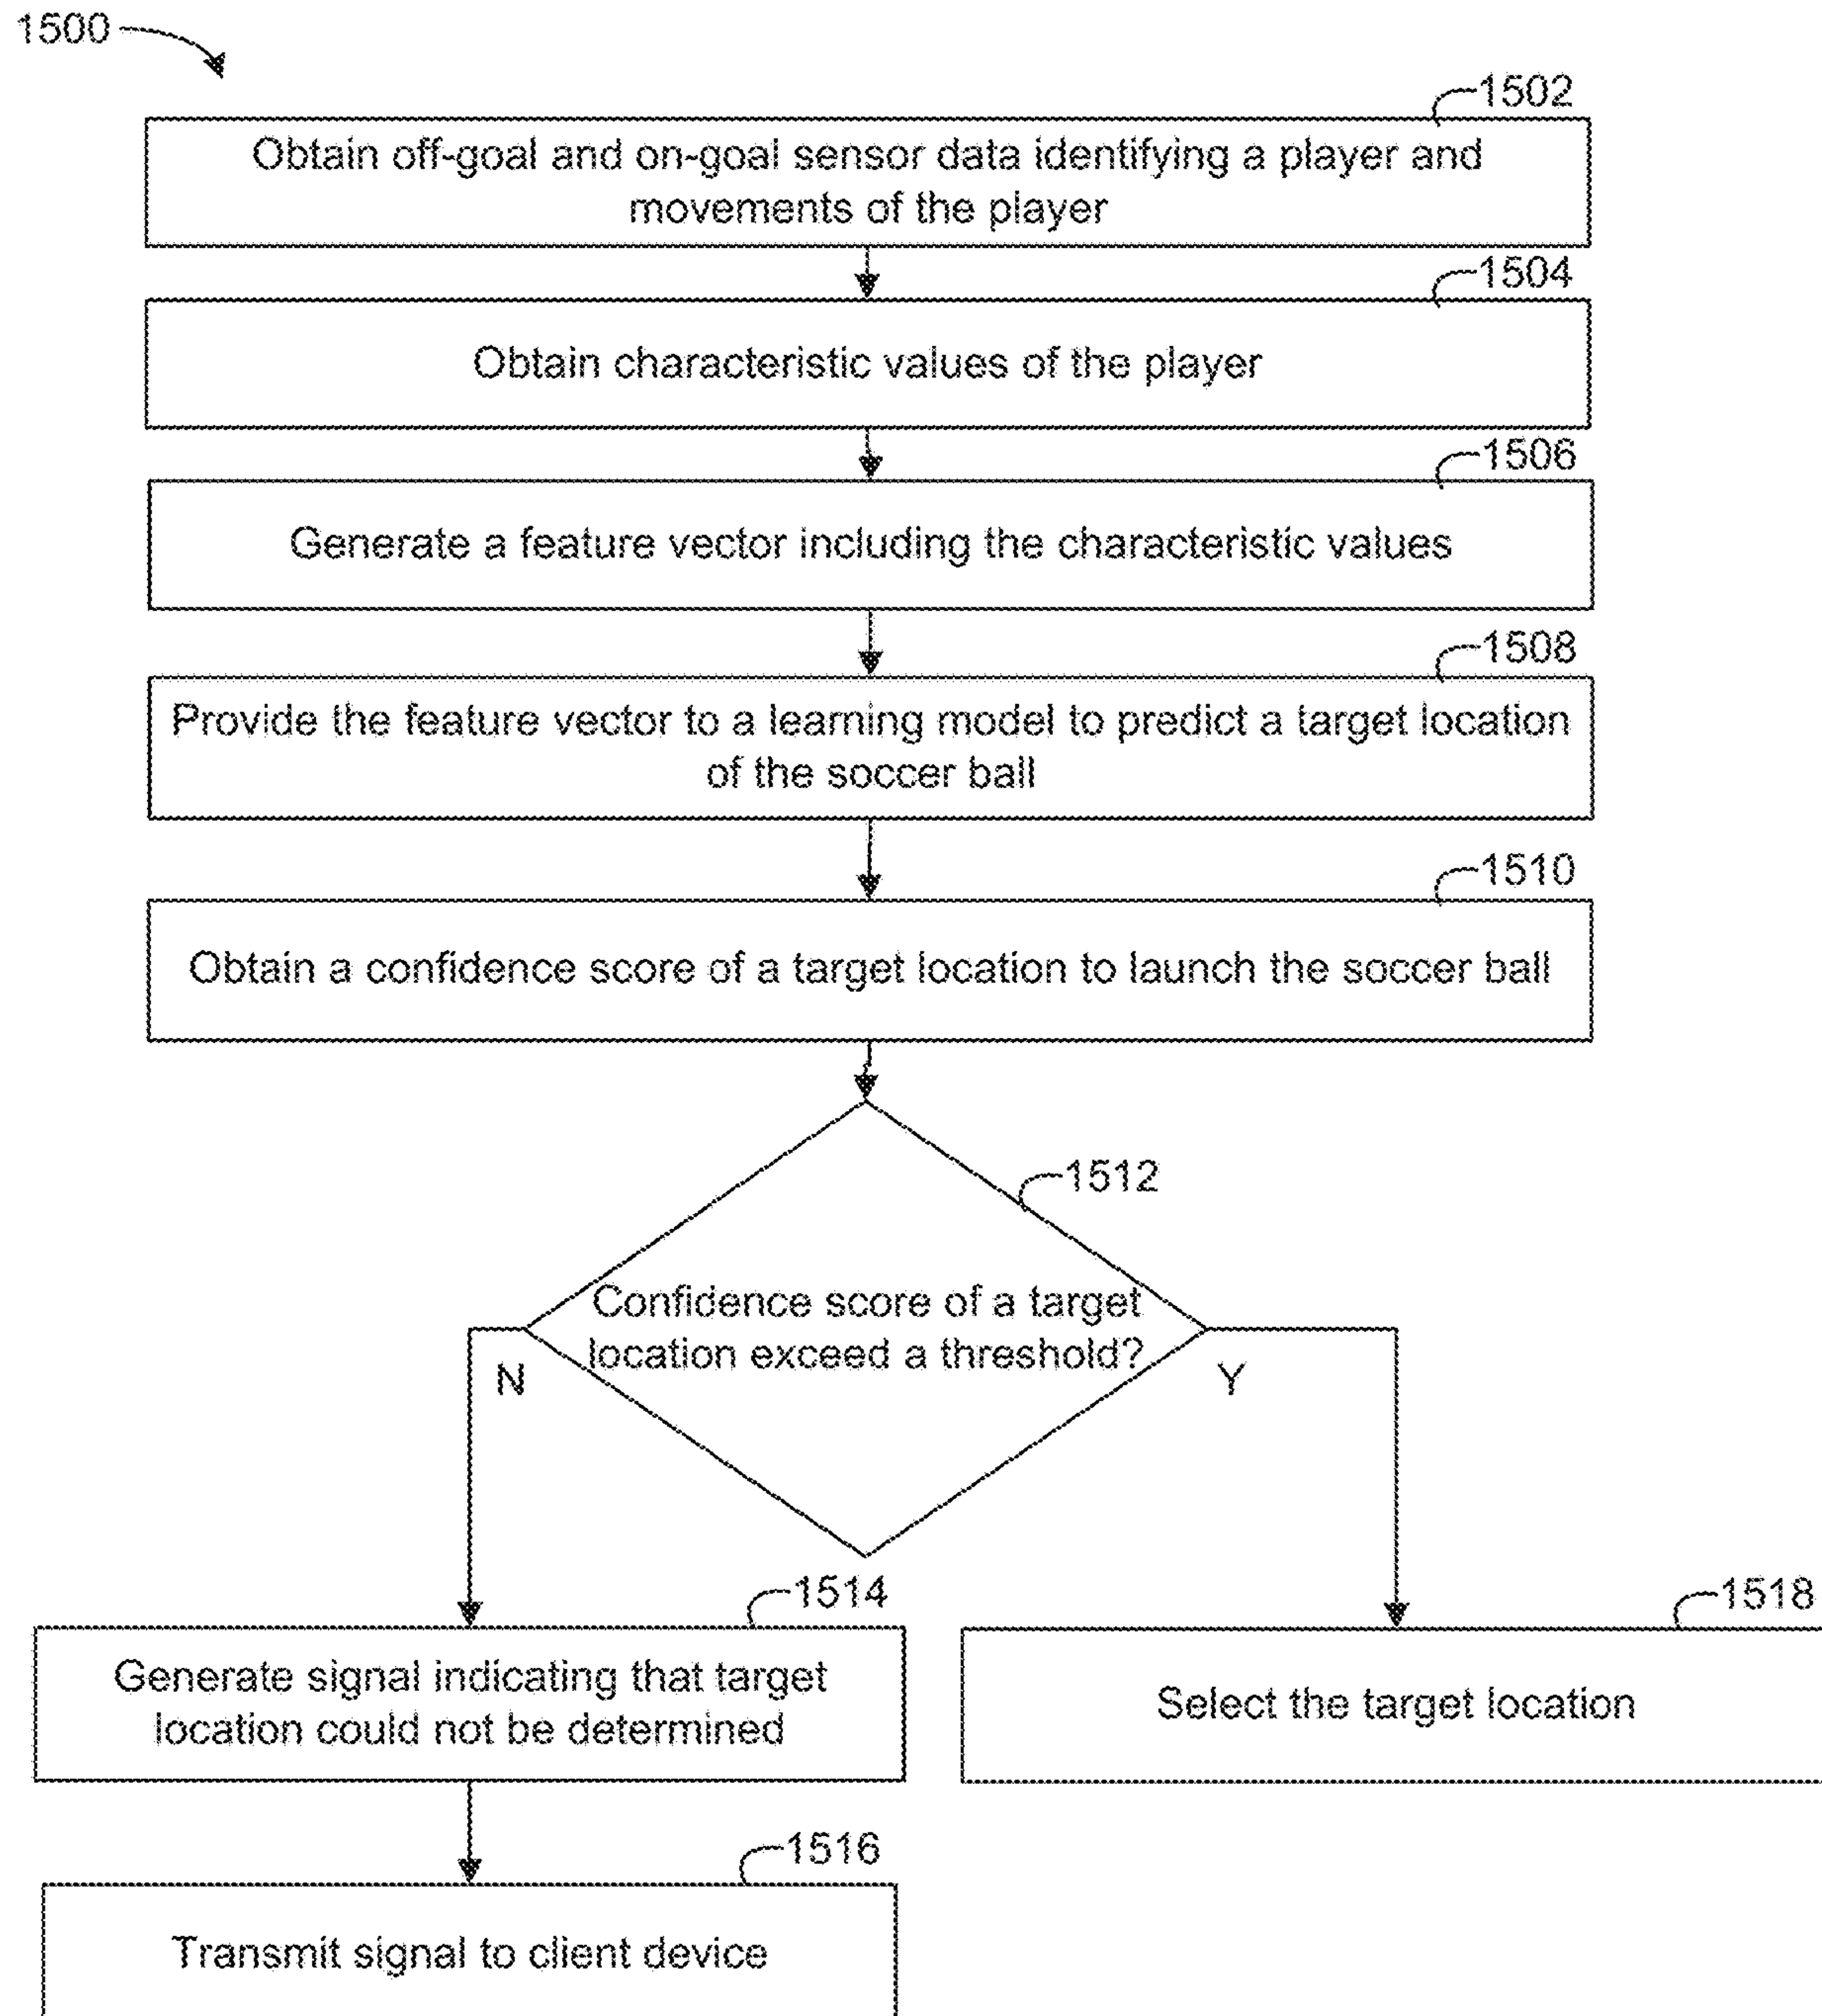 1500
1502
Obtain off-goal and on-goal sensor data identifying a player and
movements of the player
1504
Obtain characteristic values of the player
1506
Generate a feature vector including the characteristic values
1508
Provide the feature vector to a learning model to predict a target location
of the soccer ball
1510
Obtain a confidence score of a target location to launch the soccer ball
1512
Confidence score of a target
location exceed a threshold?
N
Y
1514
Generate signal indicating that target
location could not be determined
1518
Select the target location
1516
Transmit signal to client device